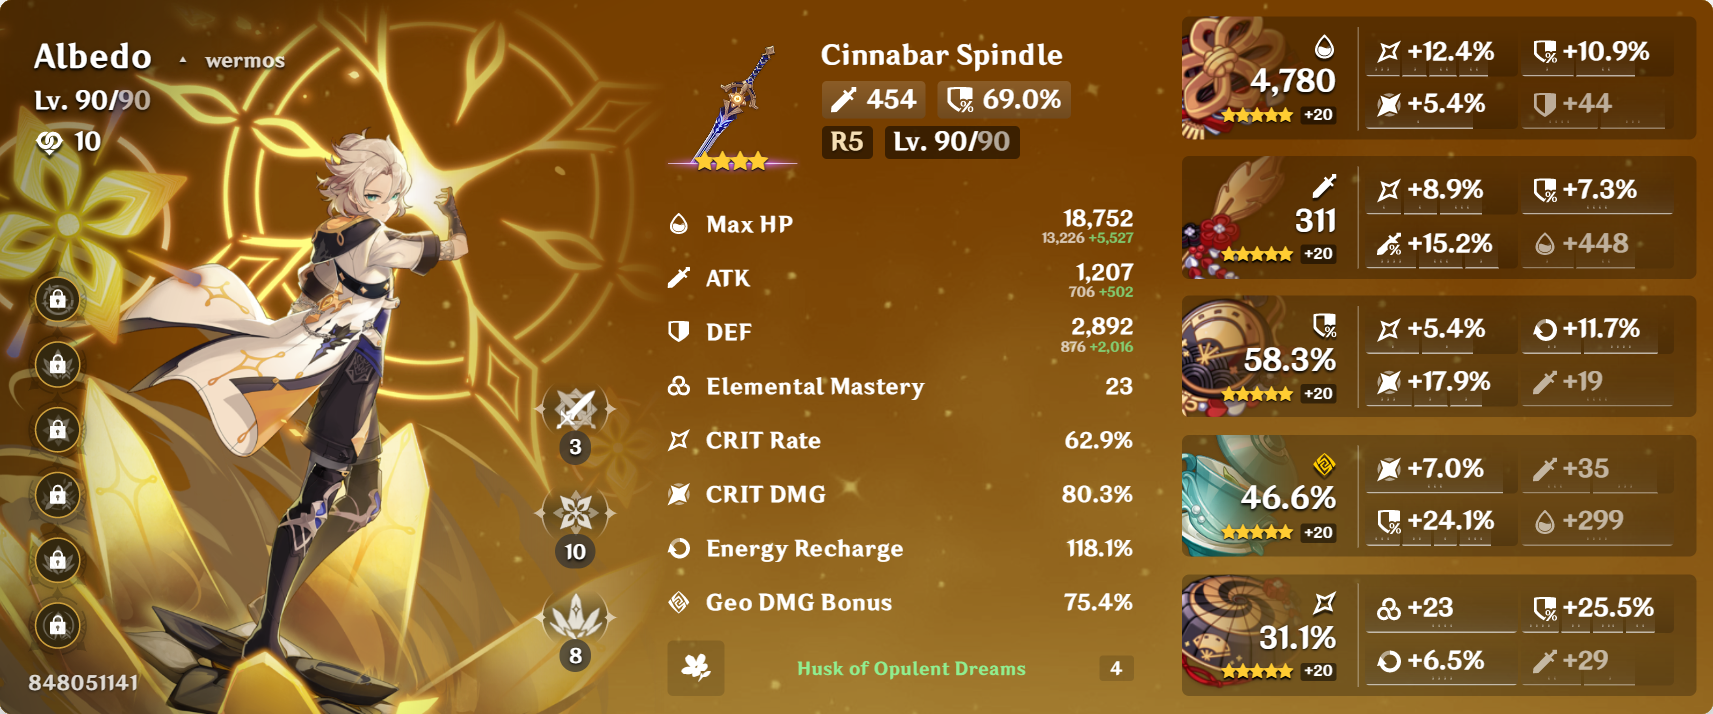 Albedo wermos
Lv. 90/90
10
3
10
8
848051141
Cinnabar Spindle
454 69.0%
R5 Lv. 90/90
Max HP 18,752
13,226 +5,527
ATK 1,207
706 +502
DEF 2,892
876 +2,016
Elemental Mastery 23
CRIT Rate 62.9%
CRIT DMG 80.3%
Energy Recharge 118.1%
Geo DMG Bonus 75.4%
Husk of Opulent Dreams 4
4,780
+20
+12.4% +10.9%
+5.4% +44
311
+20
+8.9% +7.3%
+15.2% +448
58.3%
+20
+5.4% +11.7%
+17.9% +19
46.6%
+20
+7.0% +35
+24.1% +299
31.1%
+20
+23 +25.5%
+6.5% +29